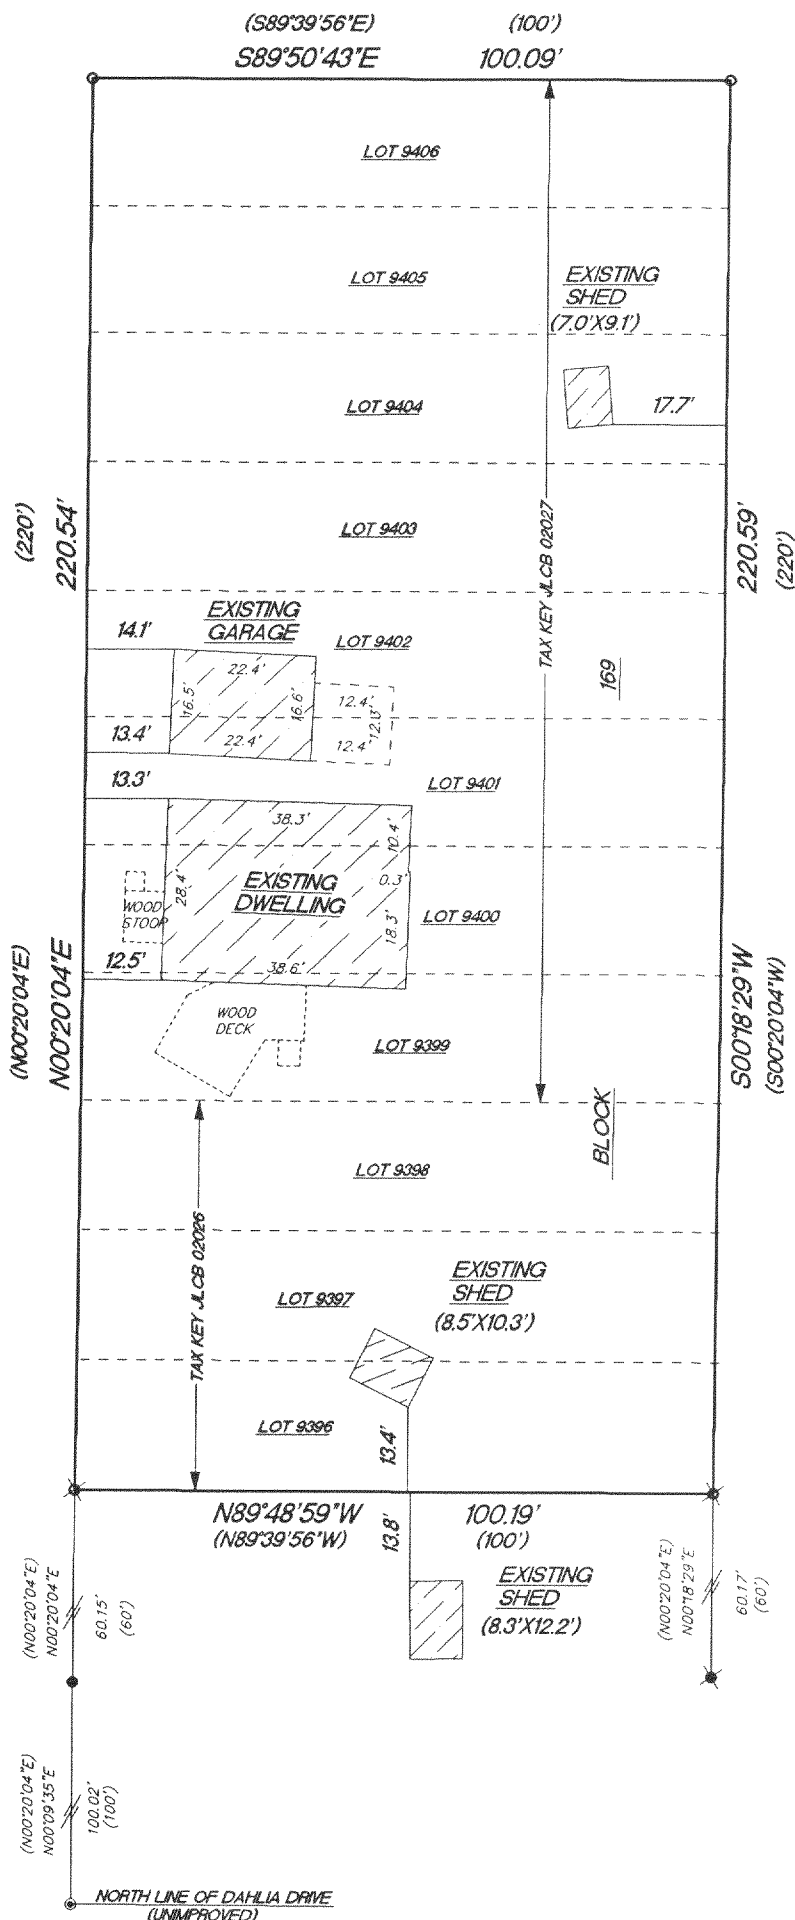 (S89°39'56"E) (100')
S89°50'43"E 100.09'
LOT 9406
LOT 9405
EXISTING
SHED
(7.0'X9.1')
LOT 9404
17.7'
LOT 9403
(220')
220.54'
TAX KEY JLCB 02027
220.59'
(220')
EXISTING
GARAGE
14.1'
LOT 9402
22.4'
16.5'
16.6'
12.4'
12.0'
12.4'
22.4'
169
13.4'
13.3'
LOT 9401
38.3'
10.4'
28.4'
EXISTING
DWELLING
0.3'
18.3'
WOOD
STOOP
LOT 9400
12.5'
38.6'
(N00°20'04"E)
N00°20'04"E
S00°18'29"W
(S00°20'04"W)
WOOD
DECK
LOT 9399
BLOCK
LOT 9398
TAX KEY JLCB 02026
LOT 9397
EXISTING
SHED
(8.5'X10.3')
LOT 9396
13.4'
N89°48'59"W 100.19'
(N89°39'56"W) (100')
13.8'
EXISTING
SHED
(8.3'X12.2')
(N00°20'04"E)
N00°20'04"E
60.15'
(60')
(N00°20'04"E)
N00°18'29"E
60.17'
(60')
(N00°20'04"E)
N00°09'35"E
100.02'
(100')
NORTH LINE OF DAHLIA DRIVE
(UNIMPROVED)